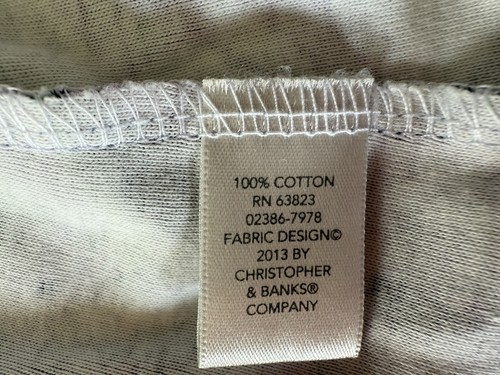 100% COTTON
RN 63823
02386-7978
FABRIC DESIGN©
2013 BY
CHRISTOPHER
& BANKS®
COMPANY